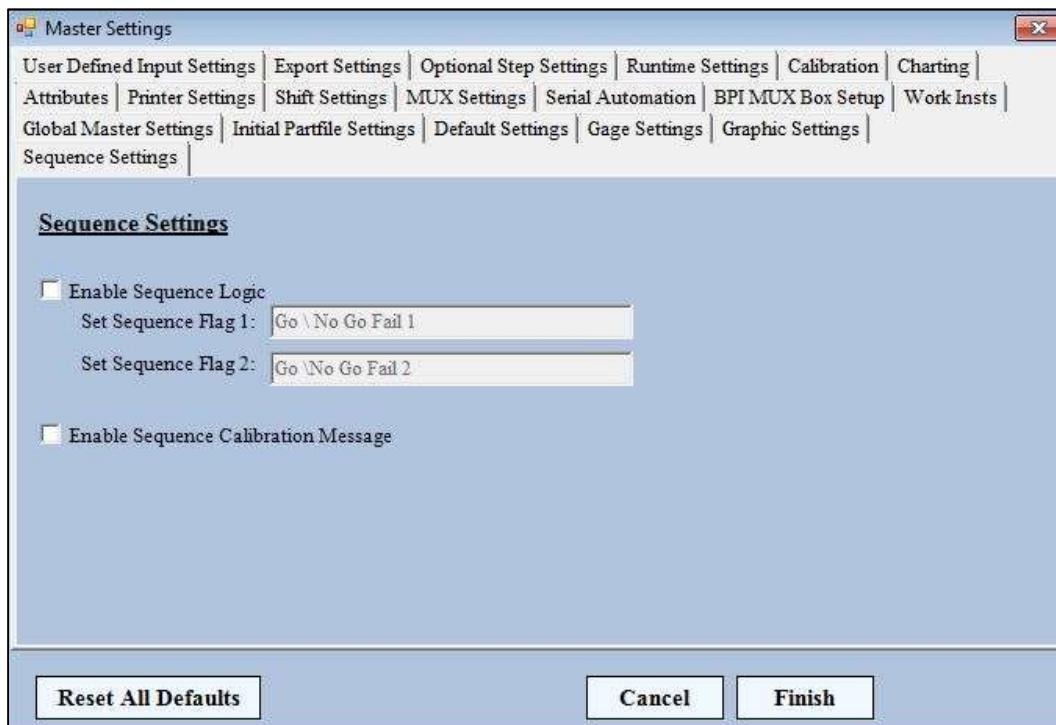 Master Settings
User Defined Input Settings Export Settings Optional Step Settings Runtime Settings Calibration Charting
Attributes Printer Settings Shift Settings MUX Settings Serial Automation BPI MUX Box Setup Work Insts
Global Master Settings Initial Partfile Settings Default Settings Gage Settings Graphic Settings
Sequence Settings
Sequence Settings
Enable Sequence Logic
Set Sequence Flag 1: Go \ No Go Fail 1
Set Sequence Flag 2: Go \No Go Fail 2
Enable Sequence Calibration Message
Reset All Defaults Cancel Finish